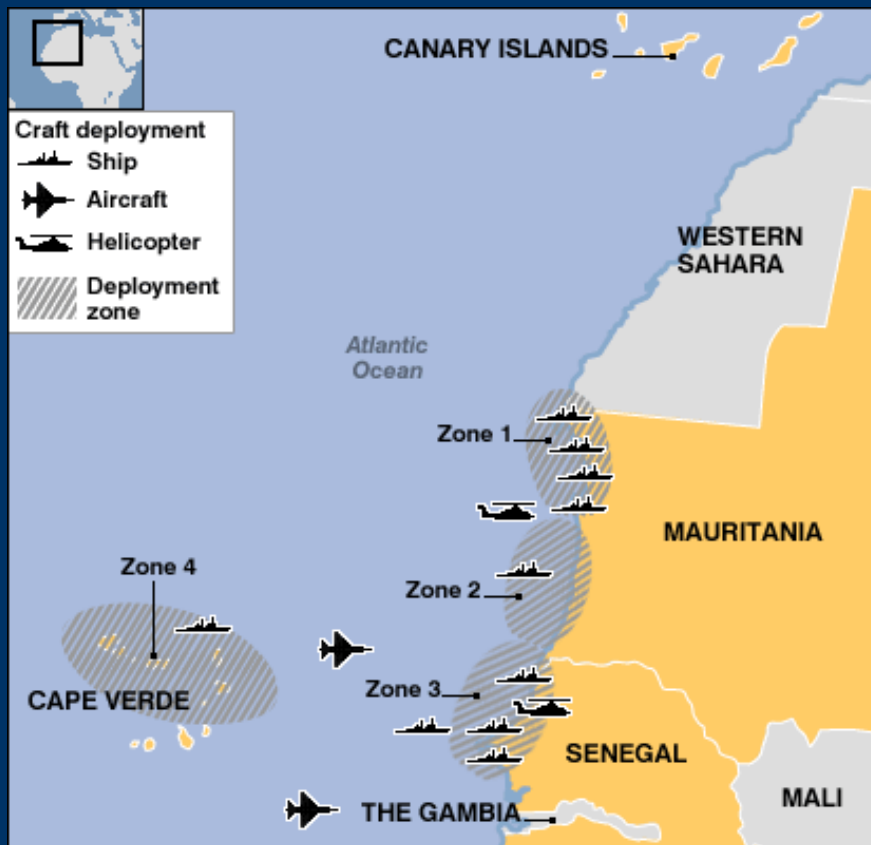 CANARY ISLANDS
Craft deployment
Ship
Aircraft
Helicopter
Deployment
zone
WESTERN
SAHARA
Atlantic
Ocean
Zone 1
MAURITANIA
Zone 4
Zone 2
Zone 3
CAPE VERDE
SENEGAL
MALI
THE GAMBIA